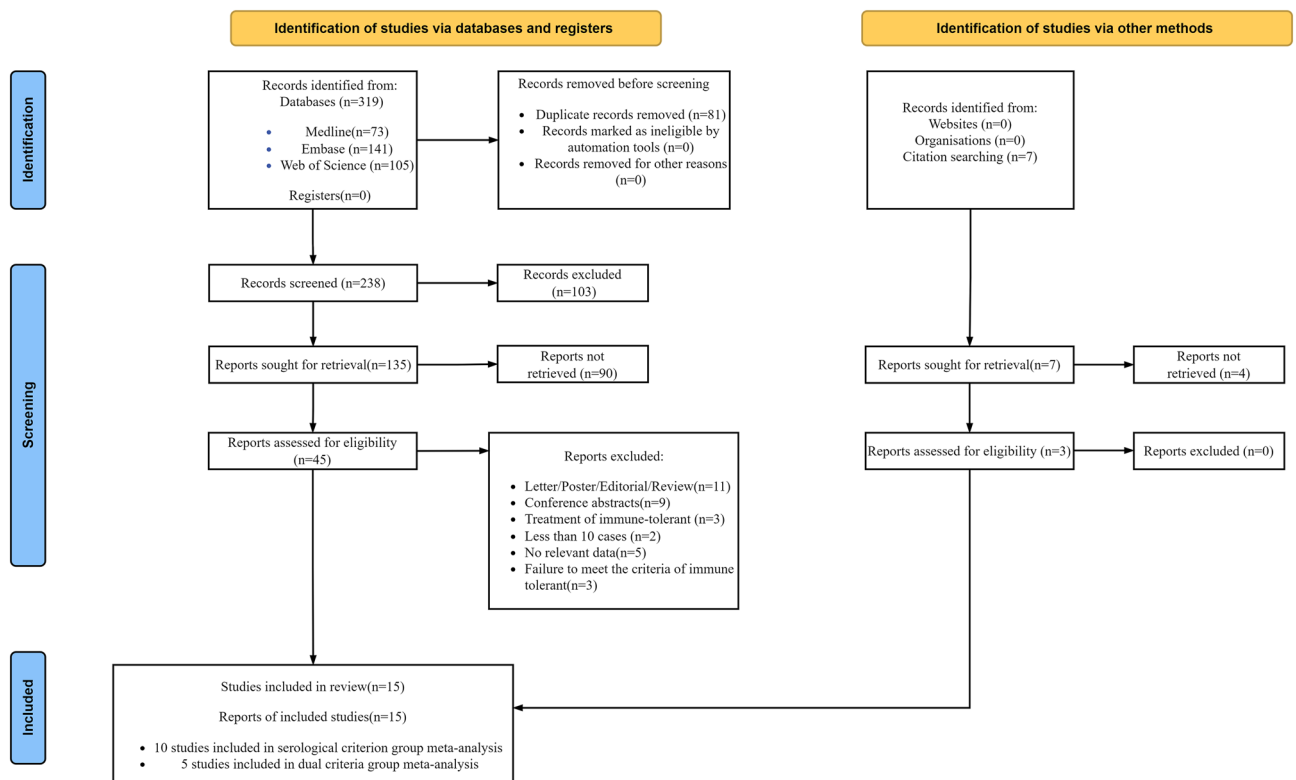 Identification of studies via databases and registers
Identification of studies via other methods
Identification
Records identified from:
Databases (n=319)
Medline(n=73)
Embase (n=141)
Web of Science (n=105)
Registers(n=0)
Records removed before screening
Duplicate records removed (n=81)
Records marked as ineligible by
automation tools (n=0)
Records removed for other reasons
(n=0)
Records identified from:
Websites (n=0)
Organisations (n=0)
Citation searching (n=7)
Screening
Records screened (n=238)
Records excluded
(n=103)
Reports sought for retrieval(n=135)
Reports not
retrieved (n=90)
Reports sought for retrieval(n=7)
Reports not
retrieved (n=4)
Reports assessed for eligibility
(n=45)
Reports excluded:
Letter/Poster/Editorial/Review(n=11)
Conference abstracts(n=9)
Treatment of immune-tolerant (n=3)
Less than 10 cases (n=2)
No relevant data(n=5)
Failure to meet the criteria of immune
tolerant(n=3)
Reports assessed for eligibility (n=3)
Reports excluded (n=0)
Included
Studies included in review(n=15)
Reports of included studies(n=15)
10 studies included in serological criterion group meta-analysis
5 studies included in dual criteria group meta-analysis